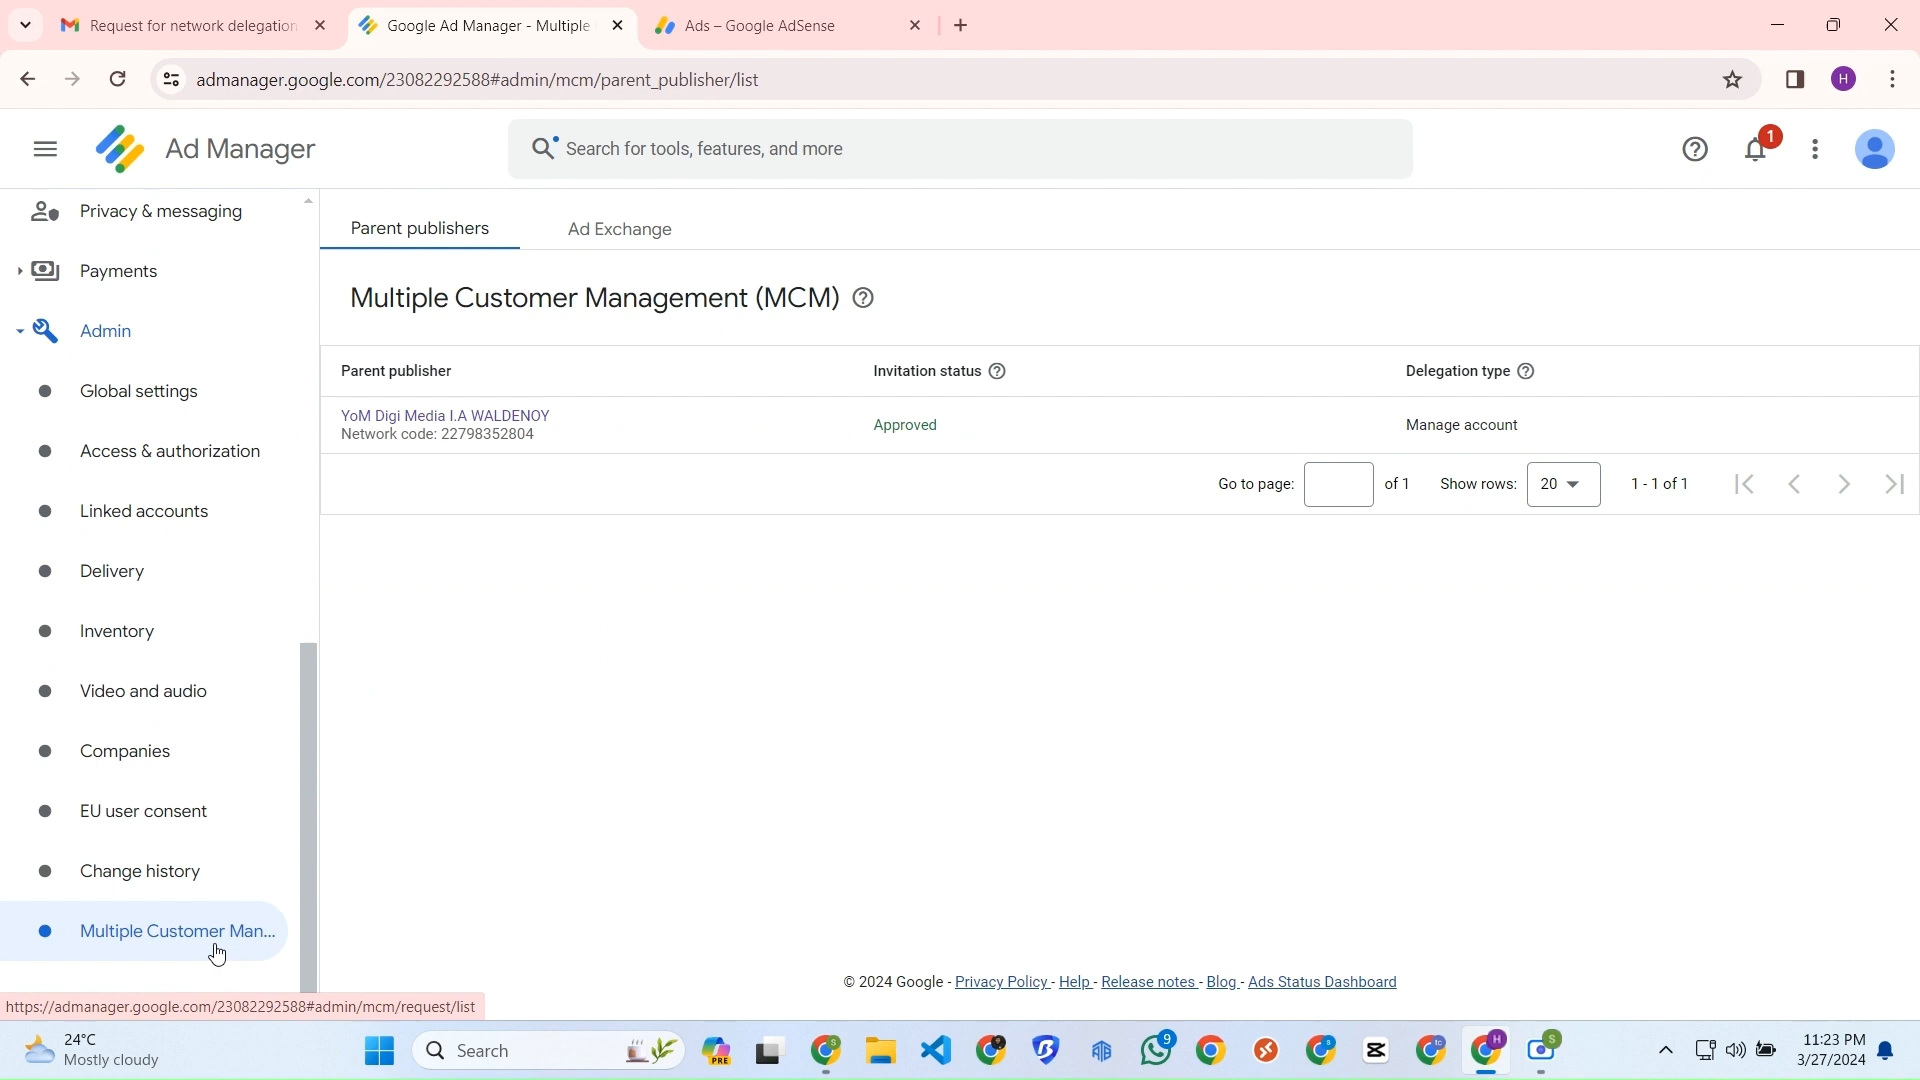 Request for network delegation
Google Ad Manager - Multiple
Ads – Google AdSense
admanager.google.com/23082292588#admin/mcm/parent_publisher/list
H
Ad Manager
Search for tools, features, and more
1
Privacy & messaging
Payments
Admin
Global settings
Access & authorization
Linked accounts
Delivery
Inventory
Video and audio
Companies
EU user consent
Change history
Multiple Customer Man...
Parent publishers
Ad Exchange
Multiple Customer Management (MCM)
Parent publisher
Invitation status
Delegation type
YoM Digi Media I.A WALDENOY
Network code: 22798352804
Approved
Manage account
Go to page:
of 1
Show rows:
20
1 - 1 of 1
© 2024 Google - Privacy Policy - Help - Release notes - Blog - Ads Status Dashboard
https://admanager.google.com/23082292588#admin/mcm/request/list
24°C
Mostly cloudy
Search
PRE
S
9
s
tc
H
S
11:23 PM
3/27/2024